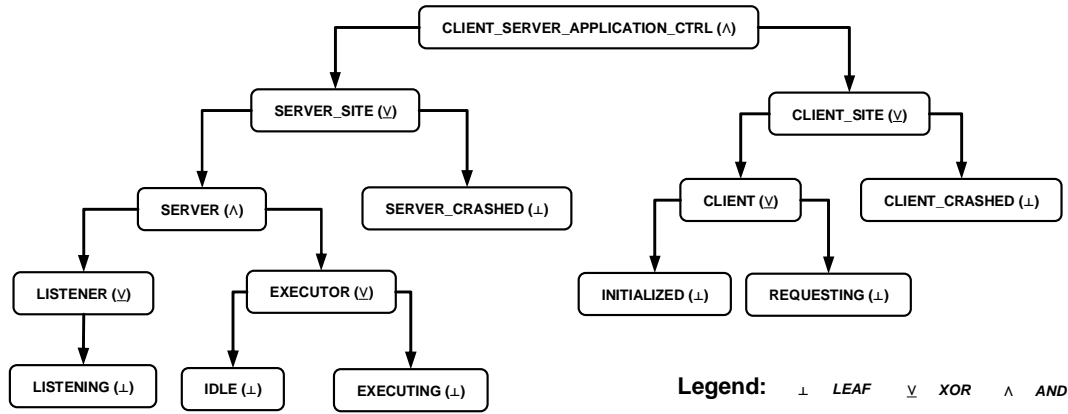 CLIENT_SERVER_APPLICATION_CTRL (∧)
SERVER_SITE (⊻)
CLIENT_SITE (⊻)
SERVER (∧)
SERVER_CRASHED (⊥)
CLIENT (⊻)
CLIENT_CRASHED (⊥)
LISTENER (⊻)
EXECUTOR (⊻)
INITIALIZED (⊥)
REQUESTING (⊥)
LISTENING (⊥)
IDLE (⊥)
EXECUTING (⊥)
Legend: ⊥ LEAF ⊻ XOR ∧ AND